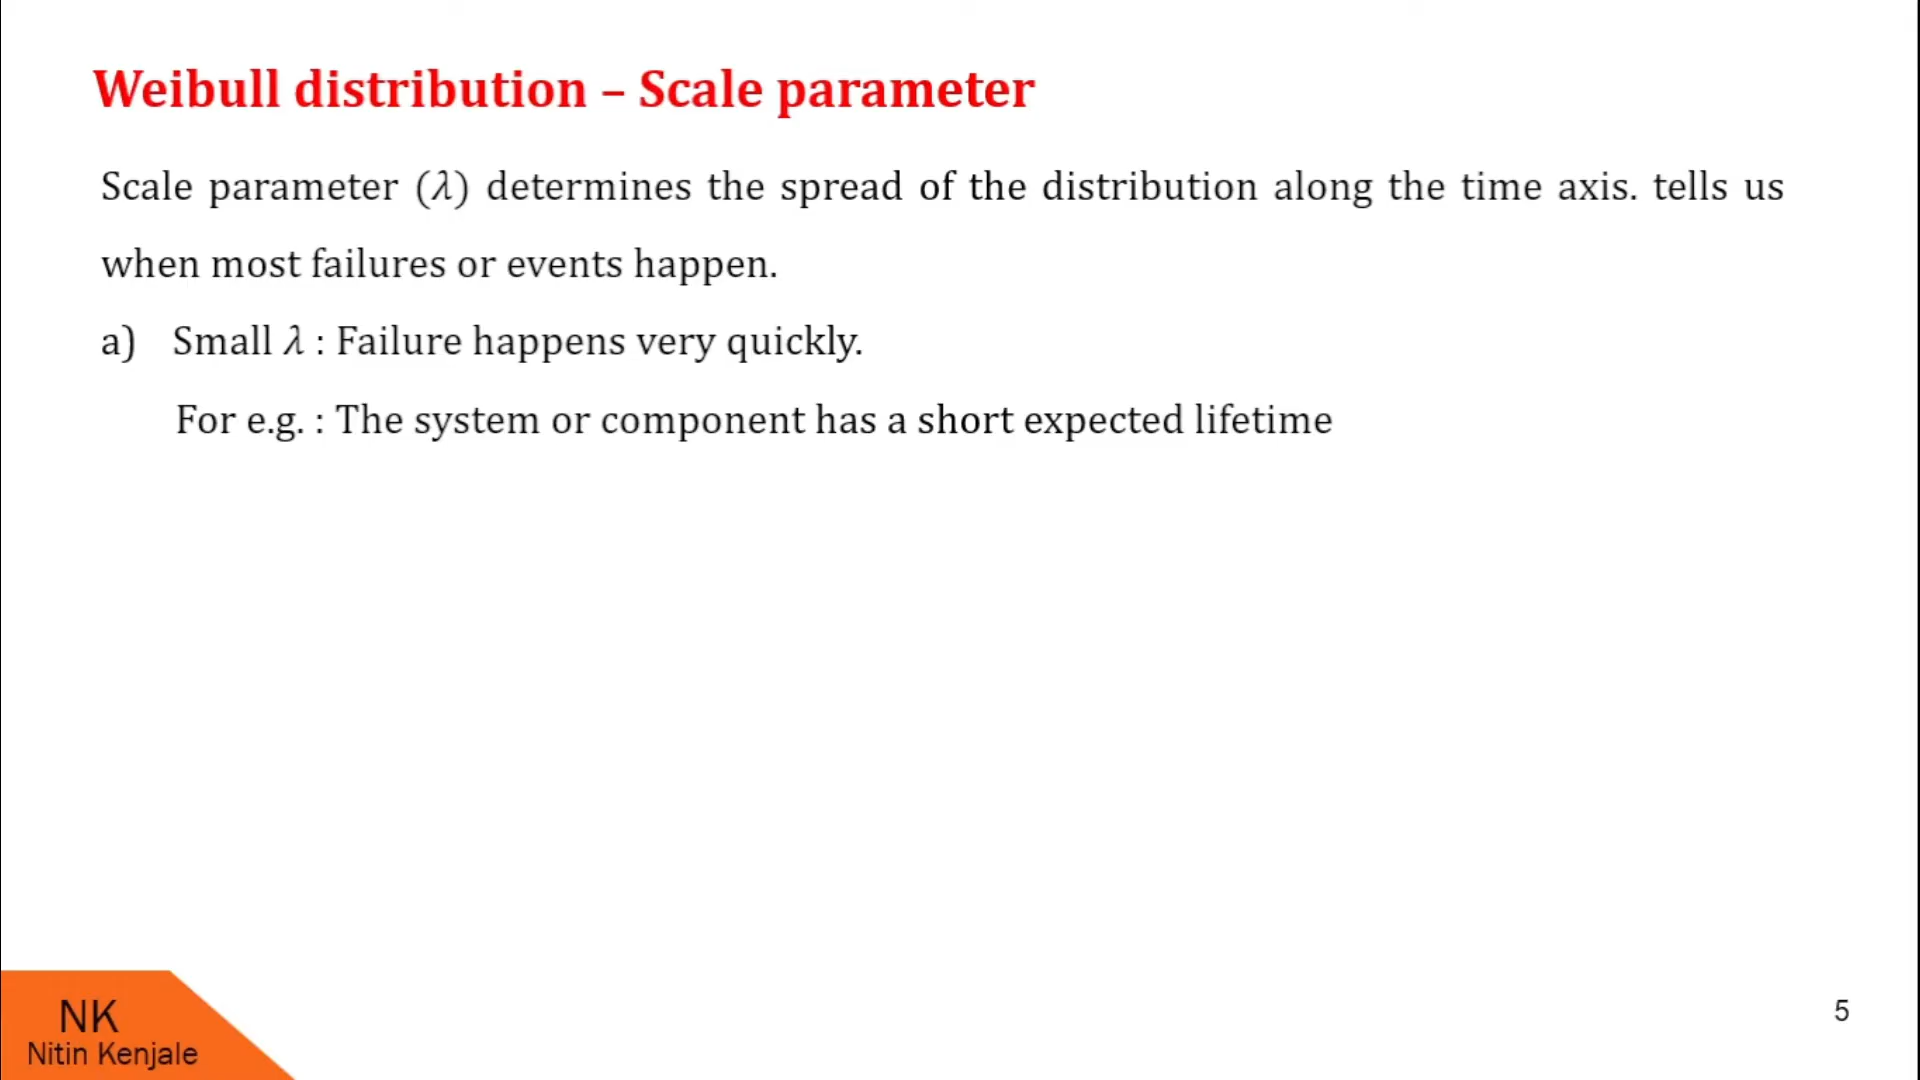 Weibull distribution – Scale parameter
Scale parameter (λ) determines the spread of the distribution along the time axis. tells us
when most failures or events happen.
a) Small λ : Failure happens very quickly.
For e.g. : The system or component has a short expected lifetime
NK
Nitin Kenjale
5